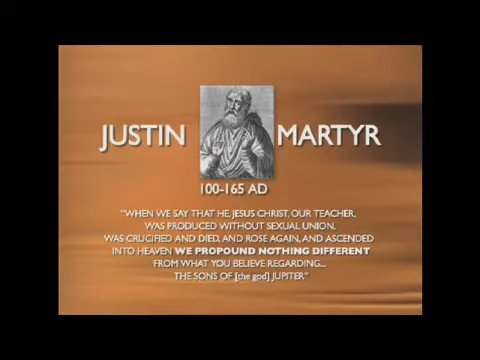 JUSTIN MARTYR
100-165 AD
"WHEN WE SAY THAT HE, JESUS CHRIST, OUR TEACHER,
WAS PRODUCED WITHOUT SEXUAL UNION,
WAS CRUCIFIED AND DIED, AND ROSE AGAIN, AND ASCENDED
INTO HEAVEN WE PROPOUND NOTHING DIFFERENT
FROM WHAT YOU BELIEVE REGARDING...
THE SONS OF [the god] JUPITER"